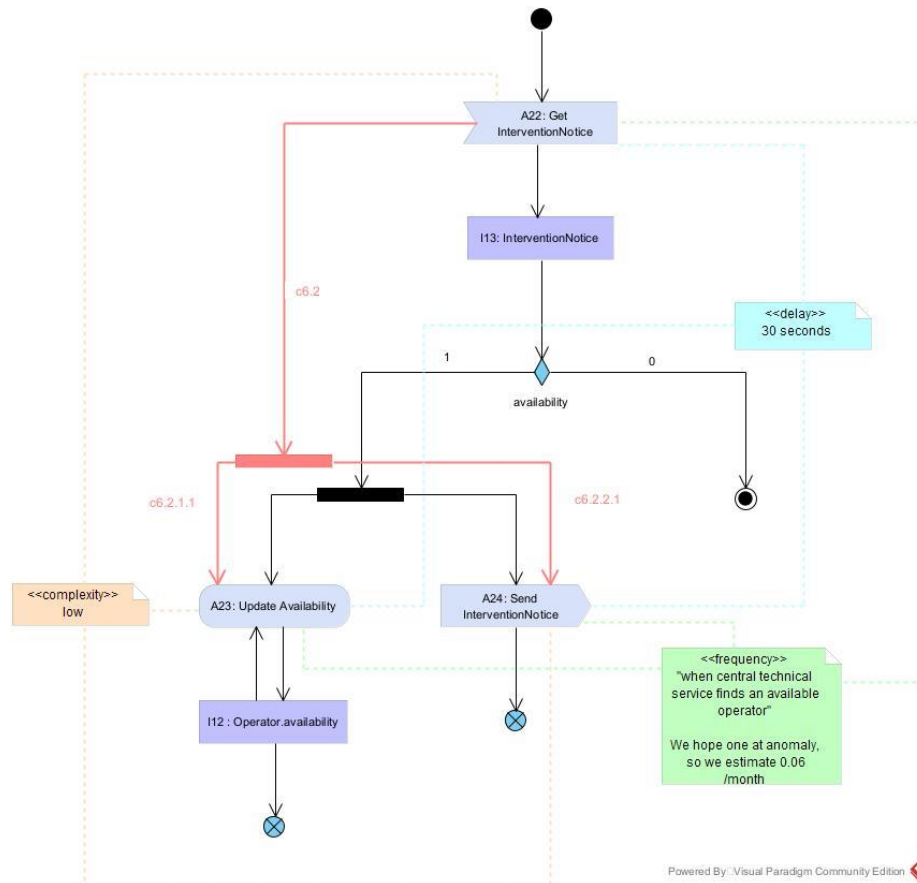 A22: Get
InterventionNotice
I13: InterventionNotice
c6.2
<<delay>>
30 seconds
1
0
availability
c6.2.1.1
c6.2.2.1
<<complexity>>
low
A23: Update Availability
A24: Send
InterventionNotice
<<frequency>>
"when central technical
service finds an available
operator"
We hope one at anomaly,
so we estimate 0.06
/month
I12 : Operator.availability
Powered By Visual Paradigm Community Edition